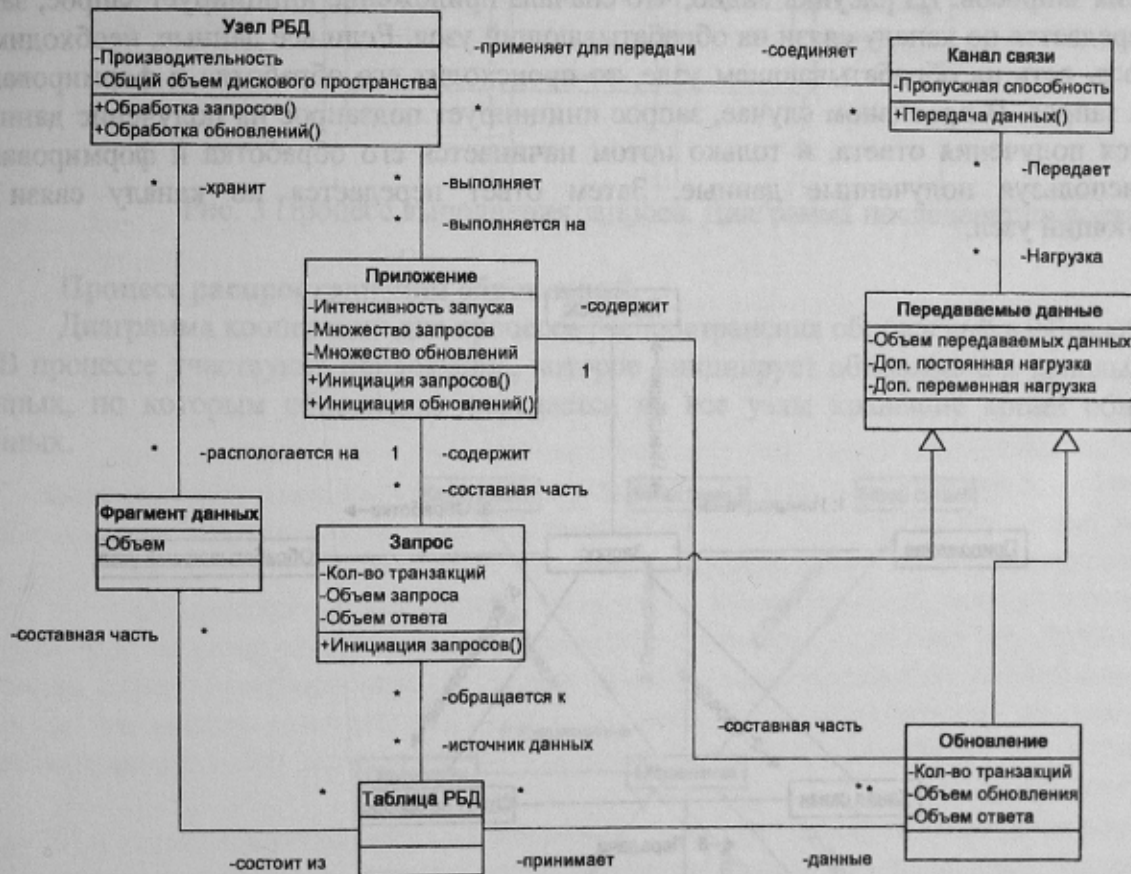 Узел РБД
-Производительность
-Общий объем дискового пространства
+Обработка запросов()
+Обработка обновлений()
-применяет для передачи
-соединяет
*
*
Канал связи
-Пропускная способность
+Передача данных()
* -хранит
* -выполняет
* -выполняется на
* -Передает
* -Нагрузка
Приложение
-Интенсивность запуска
-Множество запросов
-Множество обновлений
+Инициация запросов()
+Инициация обновлений()
-содержит
1
Передаваемые данные
-Объем передаваемых данных
-Доп. постоянная нагрузка
-Доп. переменная нагрузка
* -распологается на
1 -содержит
* -составная часть
Фрагмент данных
-Объем
Запрос
-Кол-во транзакций
-Объем запроса
-Объем ответа
+Инициация запросов()
-составная часть *
* -обращается к
* -источник данных
-составная часть
Обновление
-Кол-во транзакций
-Объем обновления
-Объем ответа
*
Таблица РБД
*
**
-состоит из
-принимает
-данные